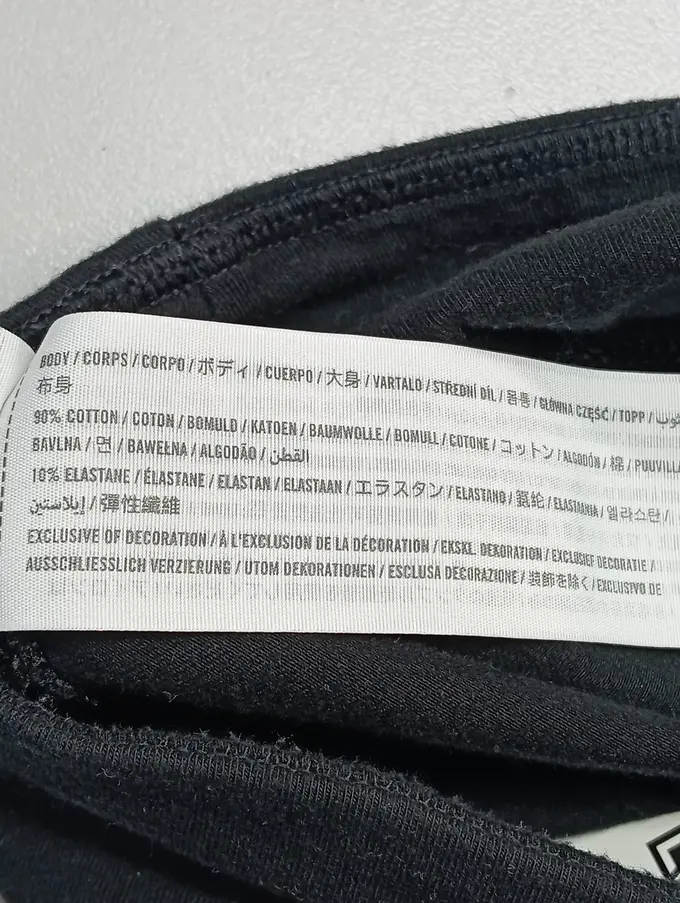 BODY / CORPS / CORPO / ボディ / CUERPO / 大身 / VARTALO / STŘEDNÍ DÍL / 몸통 / GŁÓWNA CZĘŚĆ / TOPP /
布身
90% COTTON / COTON / BOMULD / KATOEN / BAUMWOLLE / BOMULL / COTONE / コットン / ALGODÓN / 棉 / PUUVILLA
BAVLNA / 면 / BAWEŁNA / ALGODÃO / القطن
10% ELASTANE / ÉLASTANE / ELASTAN / ELASTAAN / エラスタン / ELASTANO / 氨纶 / ELASTAANIA / 엘라스탄 /
إيلاستين / 彈性纖維
EXCLUSIVE OF DECORATION / À L'EXCLUSION DE LA DÉCORATION / EKSKL. DEKORATION / EXCLUSIEF DECORATIE /
AUSSCHLIESSLICH VERZIERUNG / UTOM DEKORATIONEN / ESCLUSA DECORAZIONE / 装飾を除く / EXCLUSIVO DE